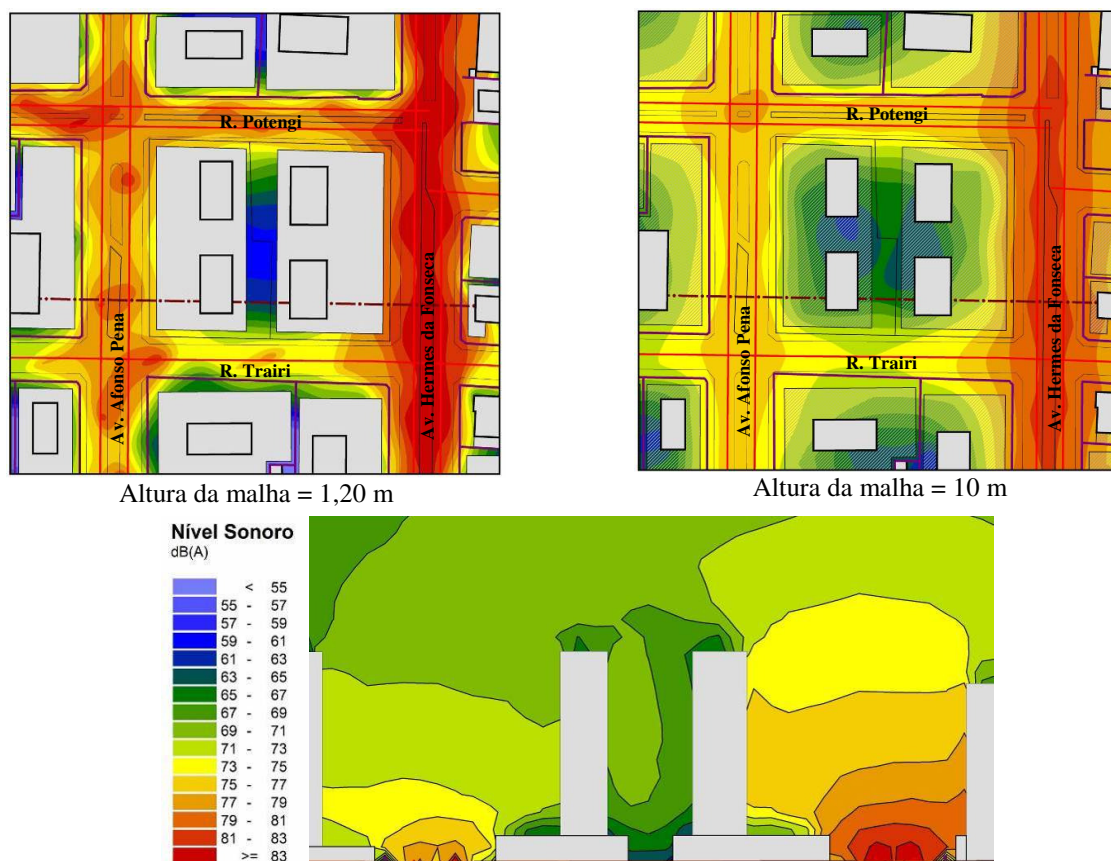 R. Potengi
R. Trairi
Av. Afonso Pena
Av. Hermes da Fonseca
Altura da malha = 1,20 m
R. Potengi
R. Trairi
Av. Afonso Pena
Av. Hermes da Fonseca
Altura da malha = 10 m
Nível Sonoro
dB(A)
< 55
55 - 57
57 - 59
59 - 61
61 - 63
63 - 65
65 - 67
67 - 69
69 - 71
71 - 73
73 - 75
75 - 77
77 - 79
79 - 81
81 - 83
>= 83